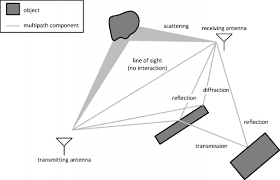 object
multipath component
scattering
receiving antenna
line of sight
(no interaction)
diffraction
reflection
reflection
transmission
transmitting antenna